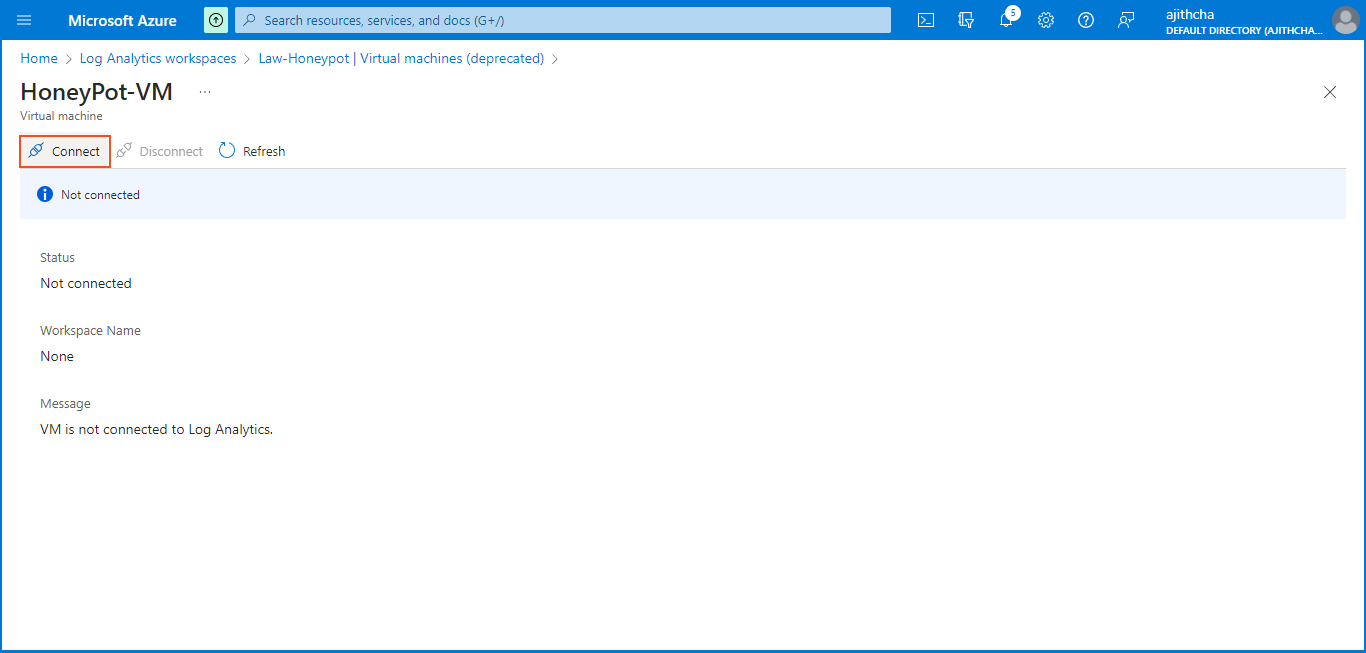 Microsoft Azure
Search resources, services, and docs (G+/)
5
ajithcha
DEFAULT DIRECTORY (AJITHCHA...
Home > Log Analytics workspaces > Law-Honeypot | Virtual machines (deprecated) >
HoneyPot-VM ...
Virtual machine
Connect Disconnect Refresh
Not connected
Status
Not connected
Workspace Name
None
Message
VM is not connected to Log Analytics.